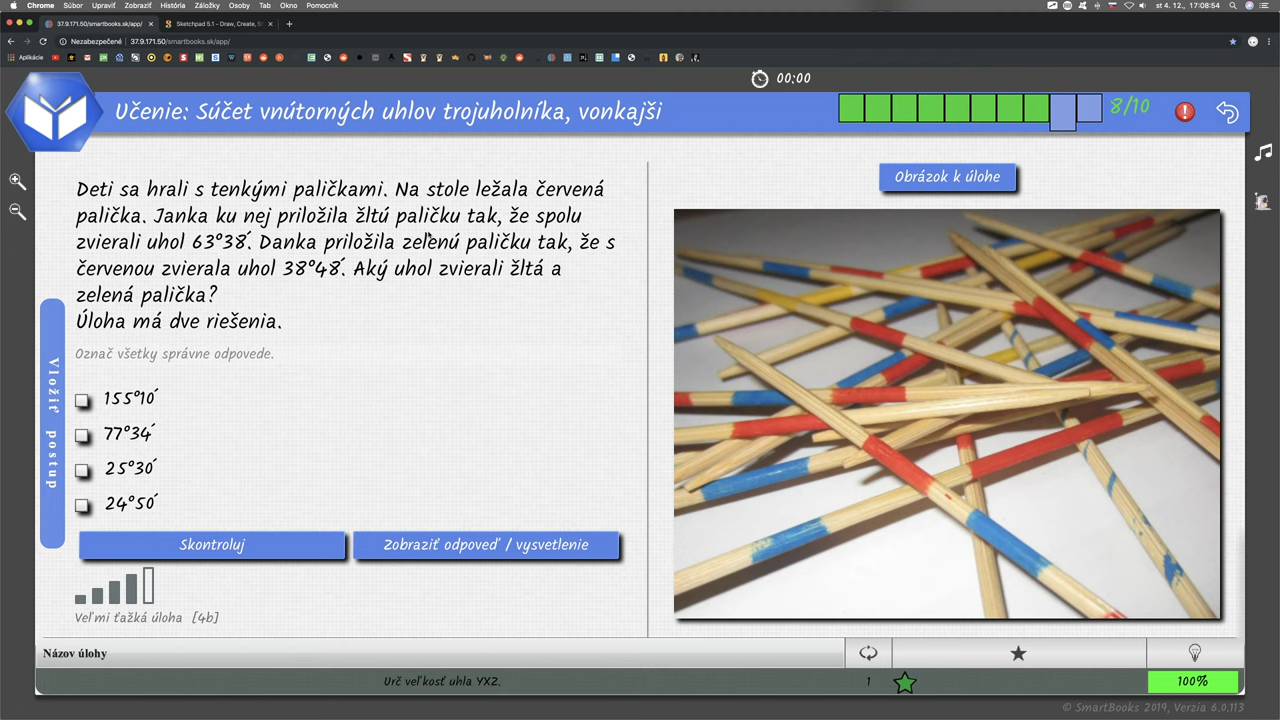 Chrome Súbor Upraviť Zobraziť História Záložky Osoby Tab Okno Pomocník
st 4. 12., 17:08:54
37.9.171.50/smartbooks.sk/app/
Sketchpad 5.1 - Draw, Create, S
Nezabezpečené | 37.9.171.50/smartbooks.sk/app/
Aplikácie
00:00
Učenie: Súčet vnútorných uhlov trojuholníka, vonkajši
8/10
Obrázok k úlohe
Deti sa hrali s tenkými paličkami. Na stole ležala červená
palička. Janka ku nej priložila žltú paličku tak, že spolu
zvierali uhol 63°38´. Danka priložila zelenú paličku tak, že s
červenou zvierala uhol 38°48´. Aký uhol zvierali žltá a
zelená palička?
Úloha má dve riešenia.
Označ všetky správne odpovede.
155°10´
77°34´
25°30´
24°50´
Vložiť postup
Skontroluj
Zobraziť odpoveď / vysvetlenie
Veľmi ťažká úloha [4b]
Názov úlohy
Urč veľkosť uhla YXZ.
1
100%
© SmartBooks 2019, Verzia 6.0.113